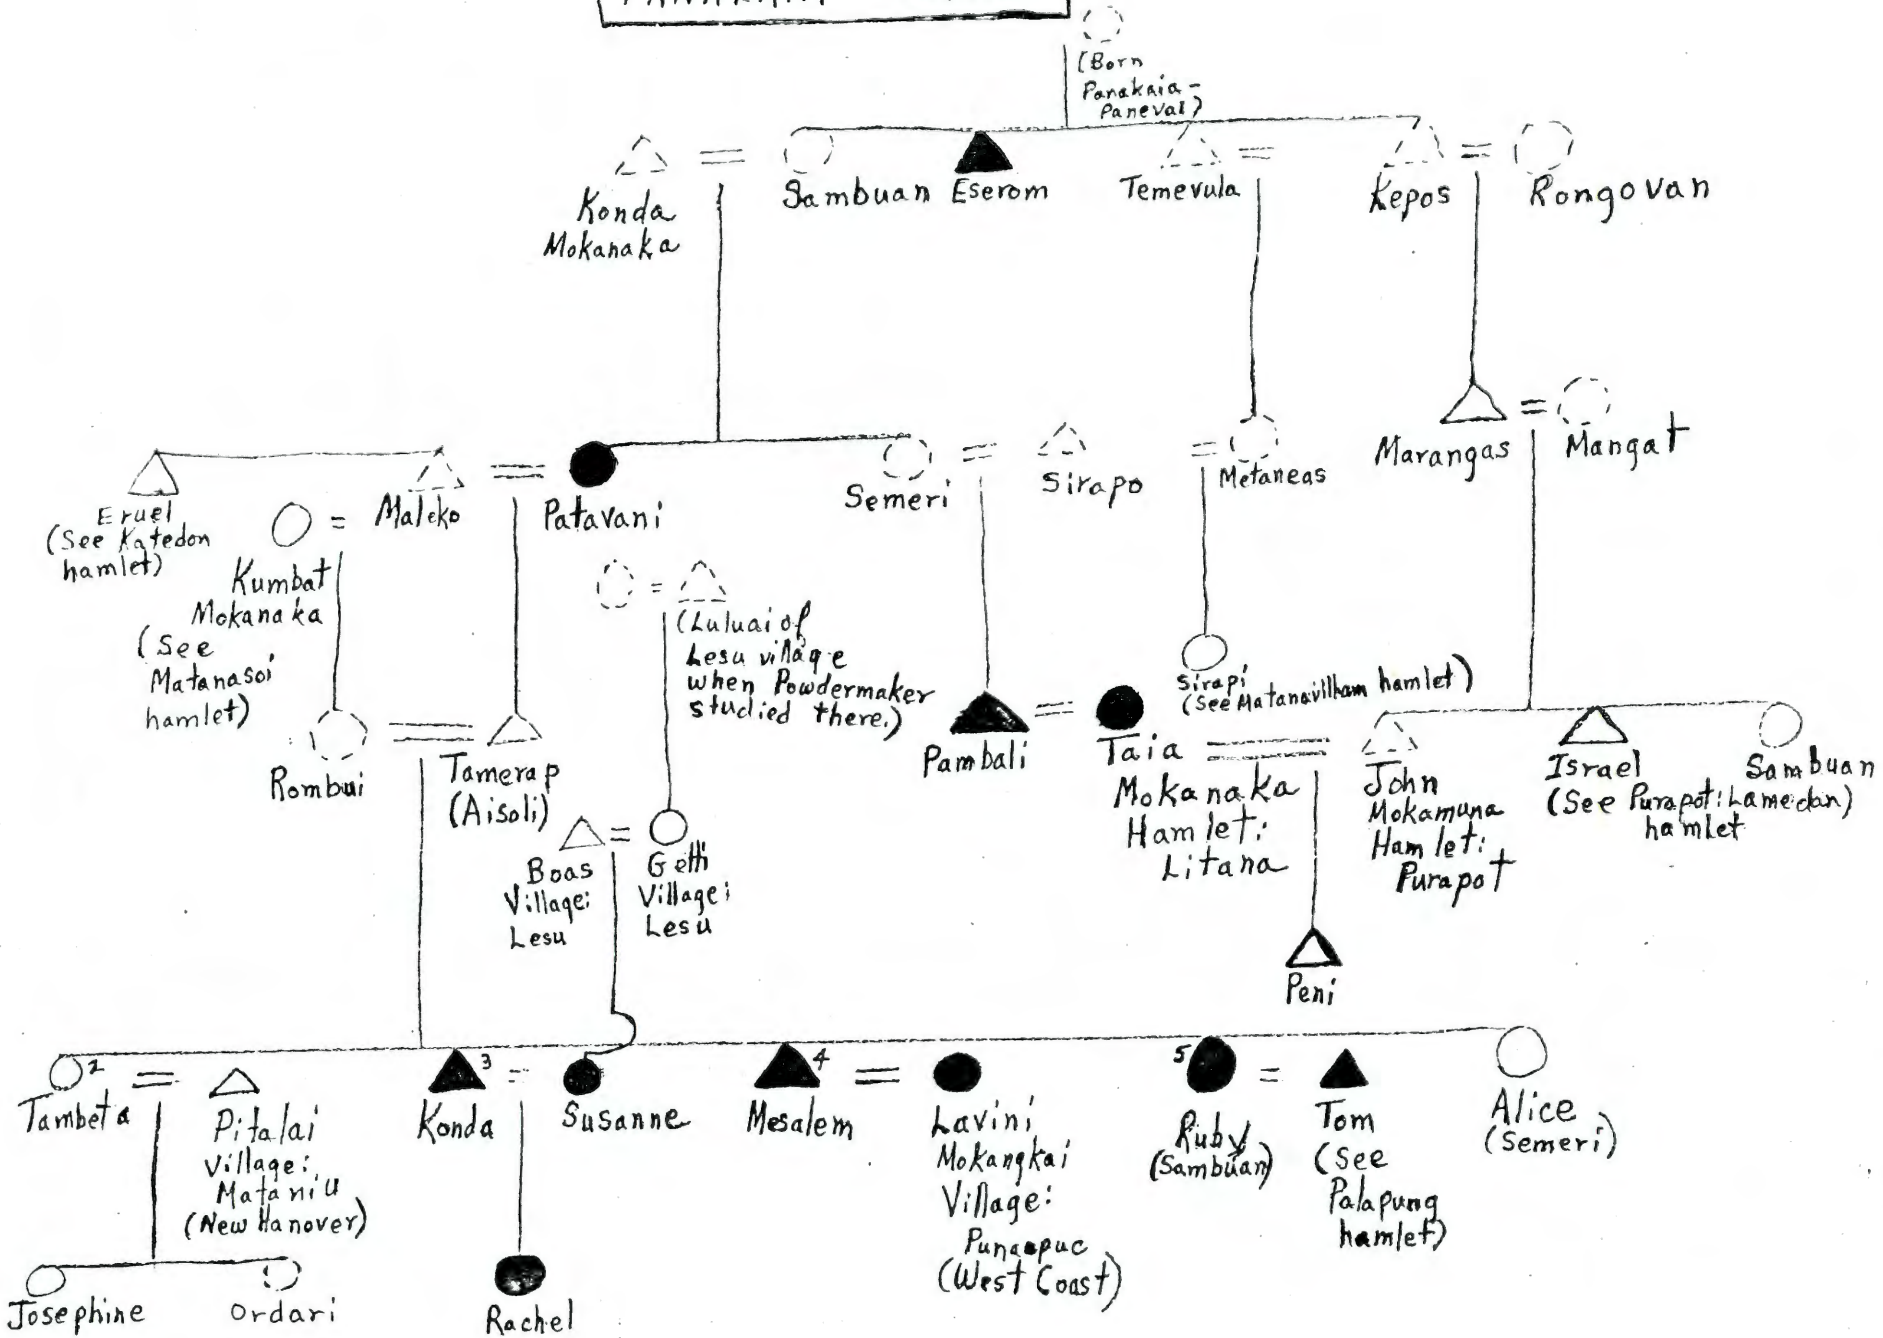 (Born
Panakaia -
Paneval)
Konda
Mokanaka
Sambuan
Eserom
Temevula
Kepos
Rongovan
Eruel
(See Katedon
hamlet)
Maleko
Patavani
Semeri
Sirapo
Metaneas
Marangas
Mangat
Kumbat
Mokanaka
(See
Matanasoi
hamlet)
(Luluai of
Lesu village
when Powdermaker
studied there.)
Sirapi
hamlet)
Rombui
Tamerap
(Aisoli)
Pambali
Taia
Mokanaka
Hamlet:
Litana
John
Mokamuna
Hamlet:
Purapot
Israel
(See Purapot: Lamedan)
hamlet
Sambuan
Boas
Village:
Lesu
Getti
Village:
Lesu
Peni
2
Tambeta
Pitalai
Village:
Mataniu
(New Hanover)
3
Konda
Susanne
4
Mesalem
Lavini
Mokangkai
Village:
(West Coast)
5
Ruby
(Sambuan)
Tom
(See
Palapung
hamlet)
Alice
(Semeri)
Josephine
Ordari
Rachel